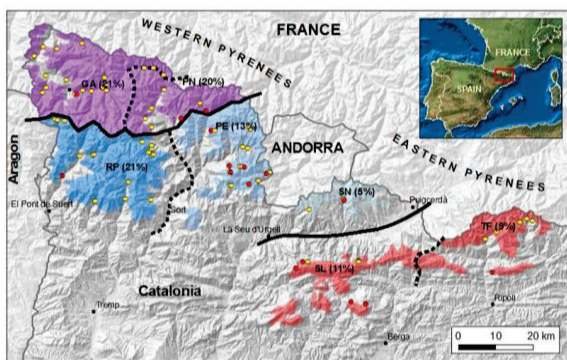 FRANCE
WESTERN PYRENEES
FRANCE
SPAIN
GA (21%)
PN (20%)
PE (13%)
ANDORRA
EASTERN PYRENEES
Aragon
RP (21%)
SN (5%)
Puigcerdà
El Pont de Suert
Sort
La Seu d'Urgell
TF (9%)
SL (11%)
Catalonia
Tremp
Ripoll
Berga
0 10 20 km